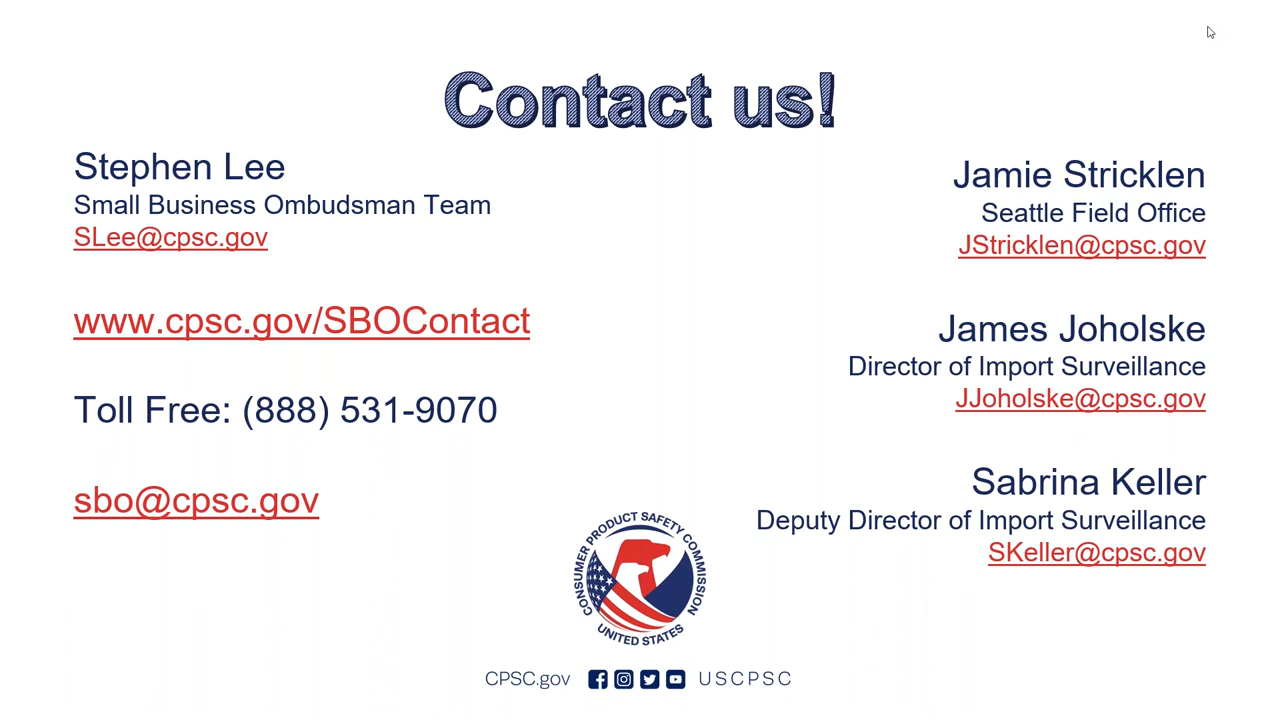 Contact us!
Stephen Lee
Small Business Ombudsman Team
SLee@cpsc.gov
www.cpsc.gov/SBOContact
Toll Free: (888) 531-9070
sbo@cpsc.gov
Jamie Stricklen
Seattle Field Office
JStricklen@cpsc.gov
James Joholske
Director of Import Surveillance
JJoholske@cpsc.gov
Sabrina Keller
Deputy Director of Import Surveillance
SKeller@cpsc.gov
CONSUMER PRODUCT SAFETY COMMISSION
UNITED STATES
CPSC.gov USCPSC